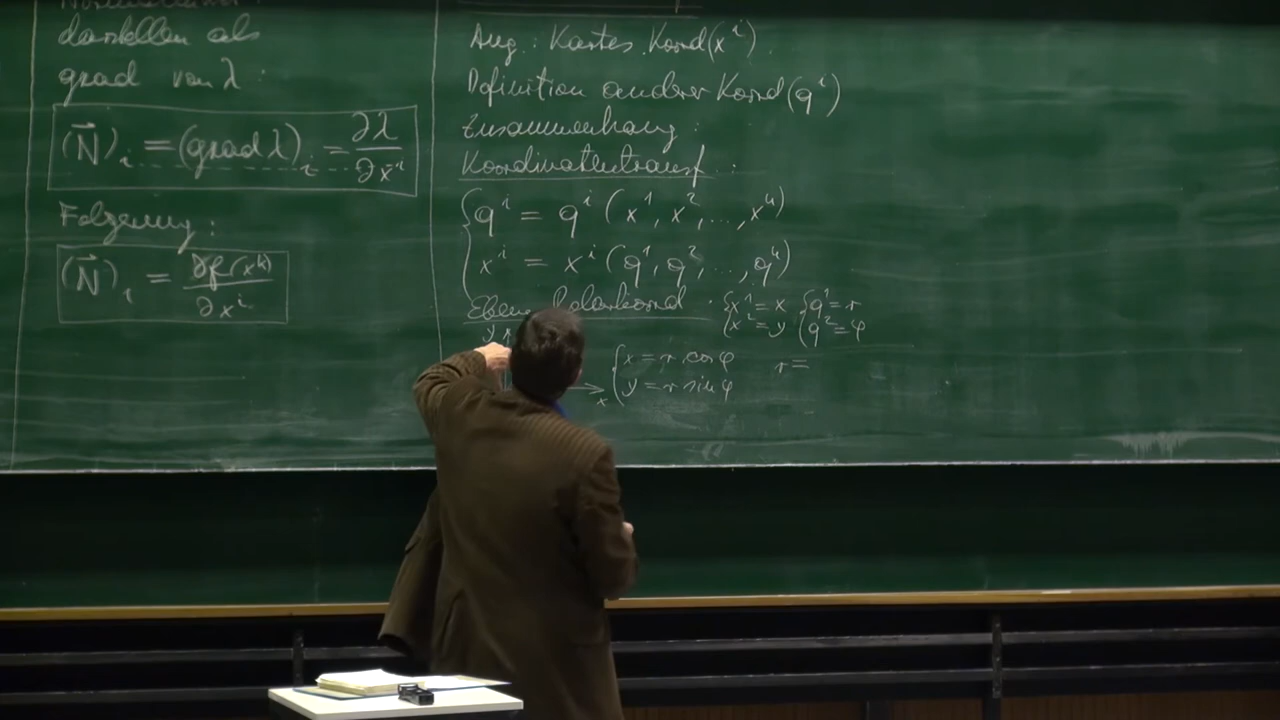 darstellen als
grad von λ :
(N⃗)ᵢ = (grad λ)ᵢ = ∂λ/∂xⁱ
Folgerung :
(N⃗)ᵢ = ∂f(xᵏ)/∂xⁱ
Ang : Kartes. Koord (xⁱ)
Definition anderer Koord (qⁱ)
Zusammenhang :
Koordinatentransf. :
qⁱ = qⁱ (x¹, x², ..., xⁿ)
xⁱ = xⁱ (q¹, q², ..., qⁿ)
Ebene Polarkoord : { x¹ = x { q¹ = r
x² = y q² = φ
y
{ x = r cos φ r =
x y = r sin φ